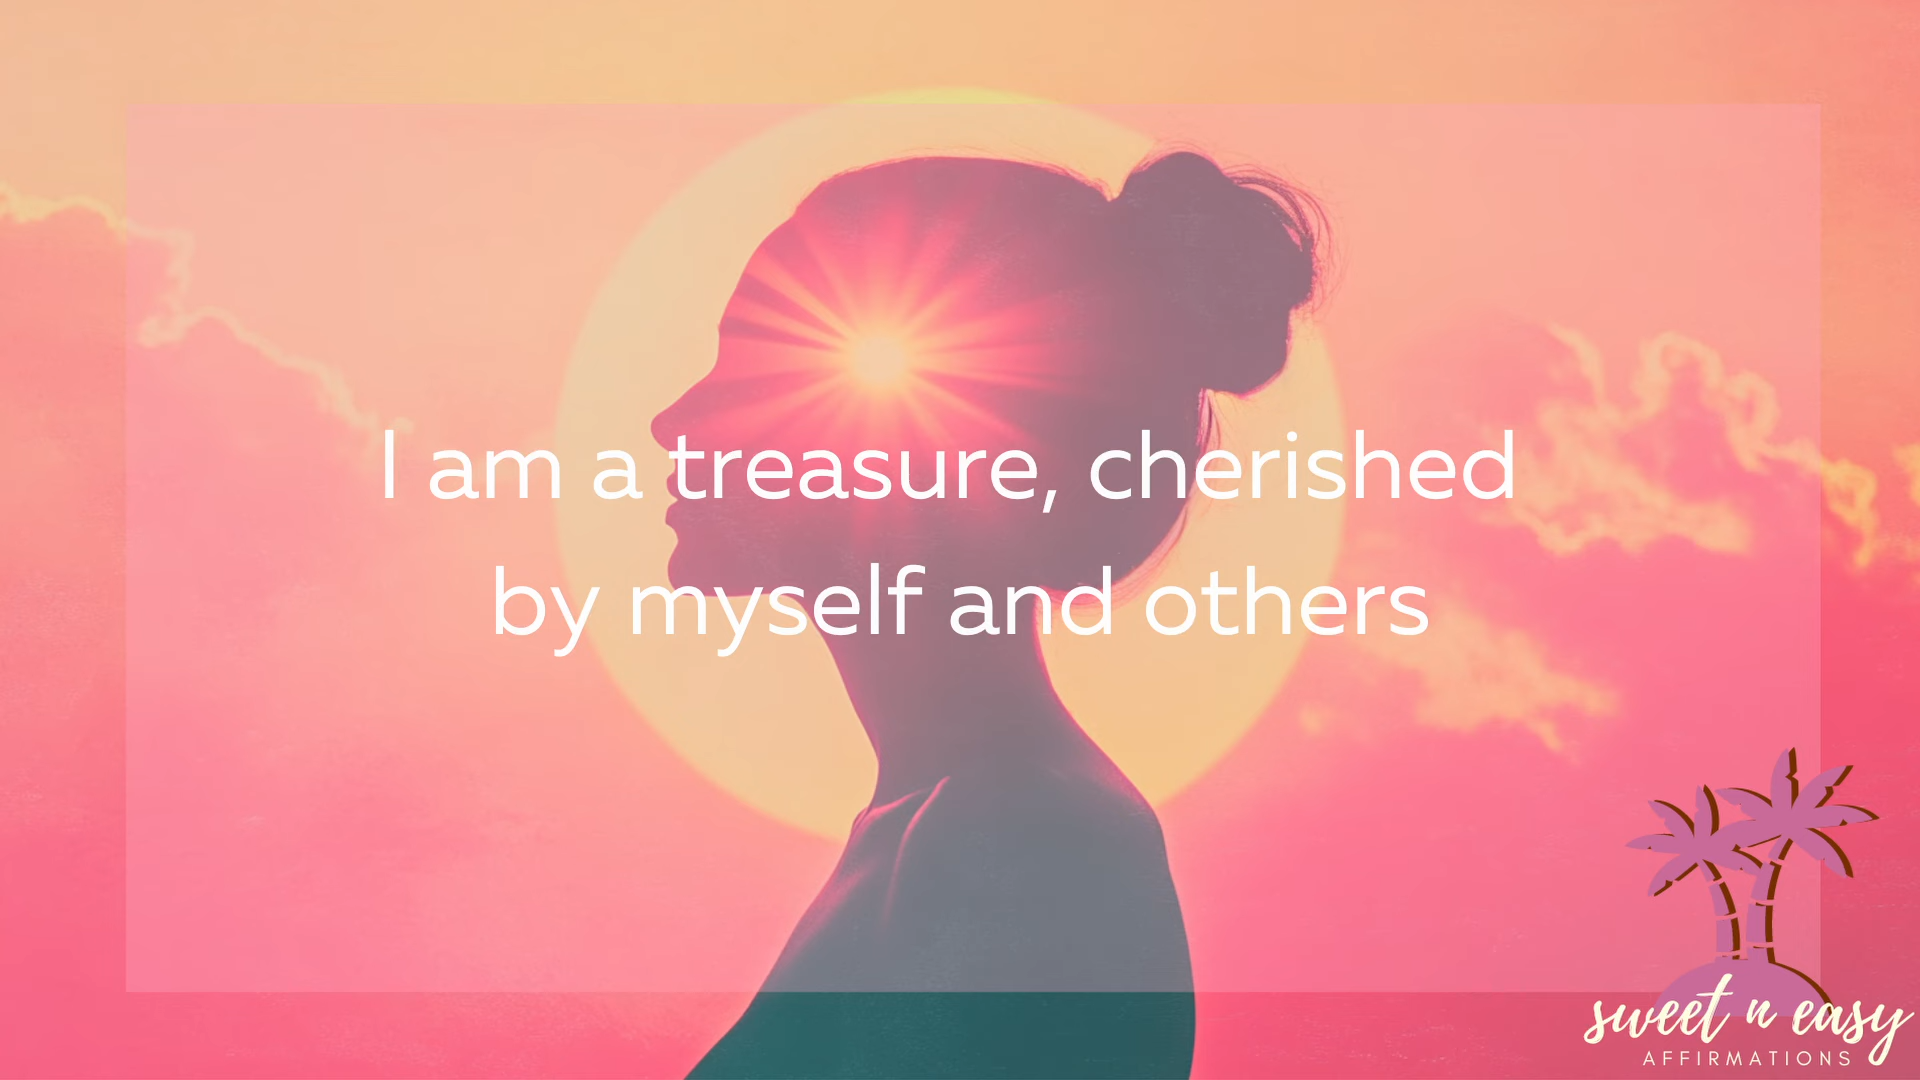 I am a treasure, cherished
by myself and others
sweet n easy
AFFIRMATIONS